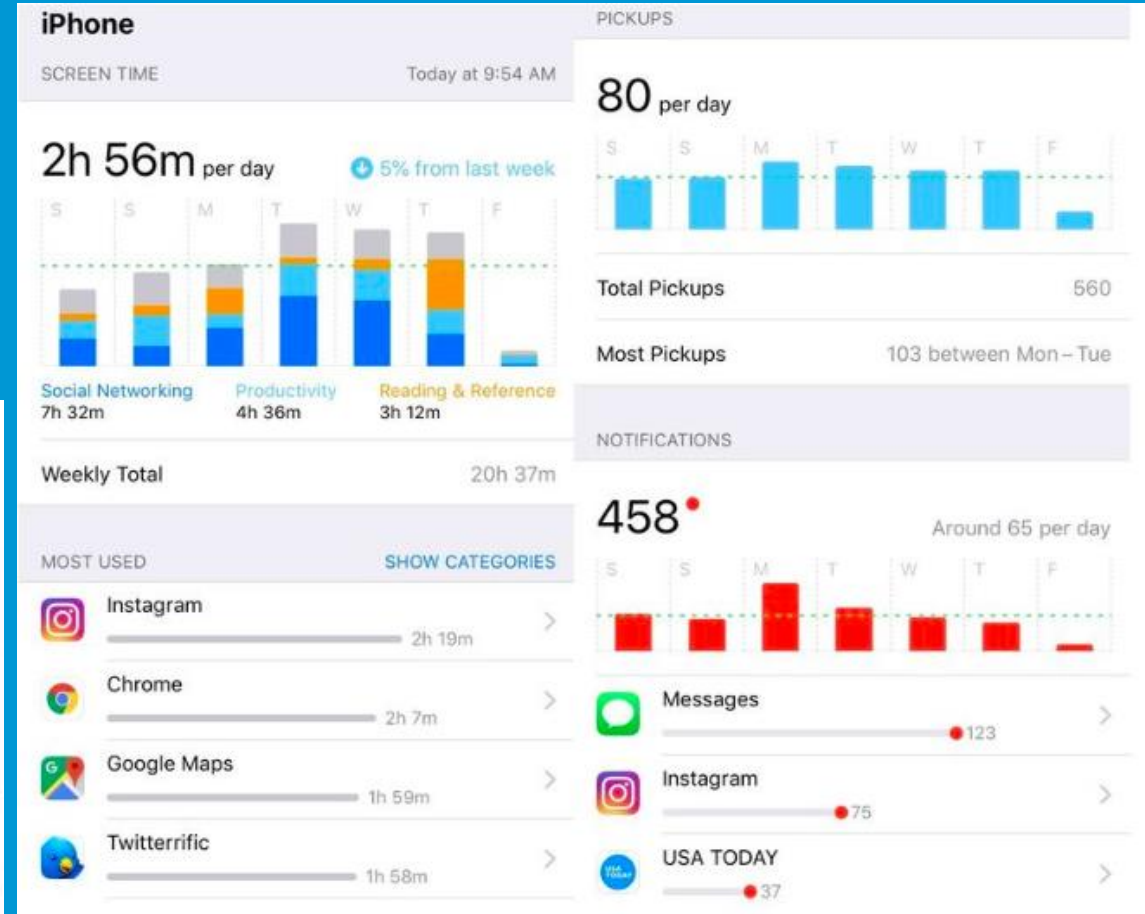 iPhone
SCREEN TIME Today at 9:54 AM
2h 56m per day 5% from last week
S S M T W T F
Social Networking Productivity Reading & Reference
7h 32m 4h 36m 3h 12m
Weekly Total 20h 37m
MOST USED SHOW CATEGORIES
Instagram
2h 19m
Chrome
2h 7m
Google Maps
1h 59m
Twitterrific
1h 58m
PICKUPS
80 per day
S S M T W T F
Total Pickups 560
Most Pickups 103 between Mon – Tue
NOTIFICATIONS
458
Around 65 per day
S S M T W T F
Messages
123
Instagram
75
USA TODAY
USA TODAY
37